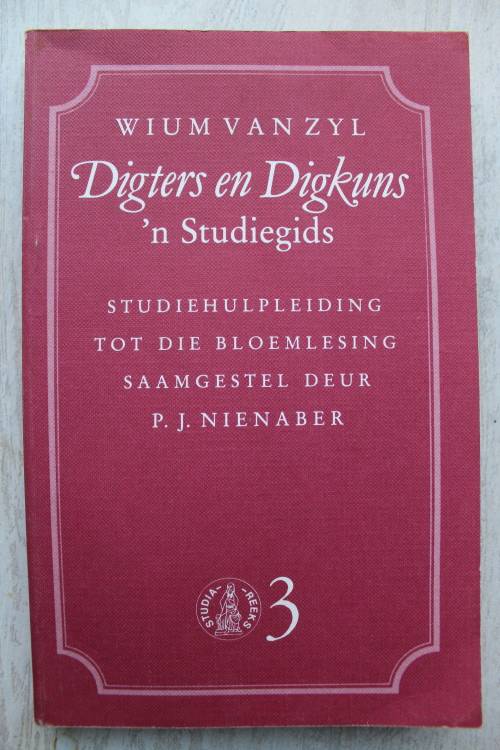 WIUM VAN ZYL
Digters en Digkuns
'n Studiegids
STUDIEHULPLEIDING
TOT DIE BLOEMLESING
SAAMGESTEL DEUR
P. J. NIENABER
STUDIA-REEKS
3